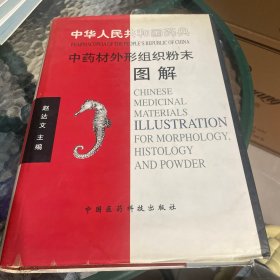 中华人民共和国药典
PHARMACOPOEIA OF THE PEOPLE'S REPUBLIC OF CHINA
中药材外形组织粉末
图解
CHINESE
MEDICINAL
MATERIALS
ILLUSTRATION
FOR MORPHOLOGY,
HISTOLOGY
AND POWDER
赵达文 主编
中国医药科技出版社